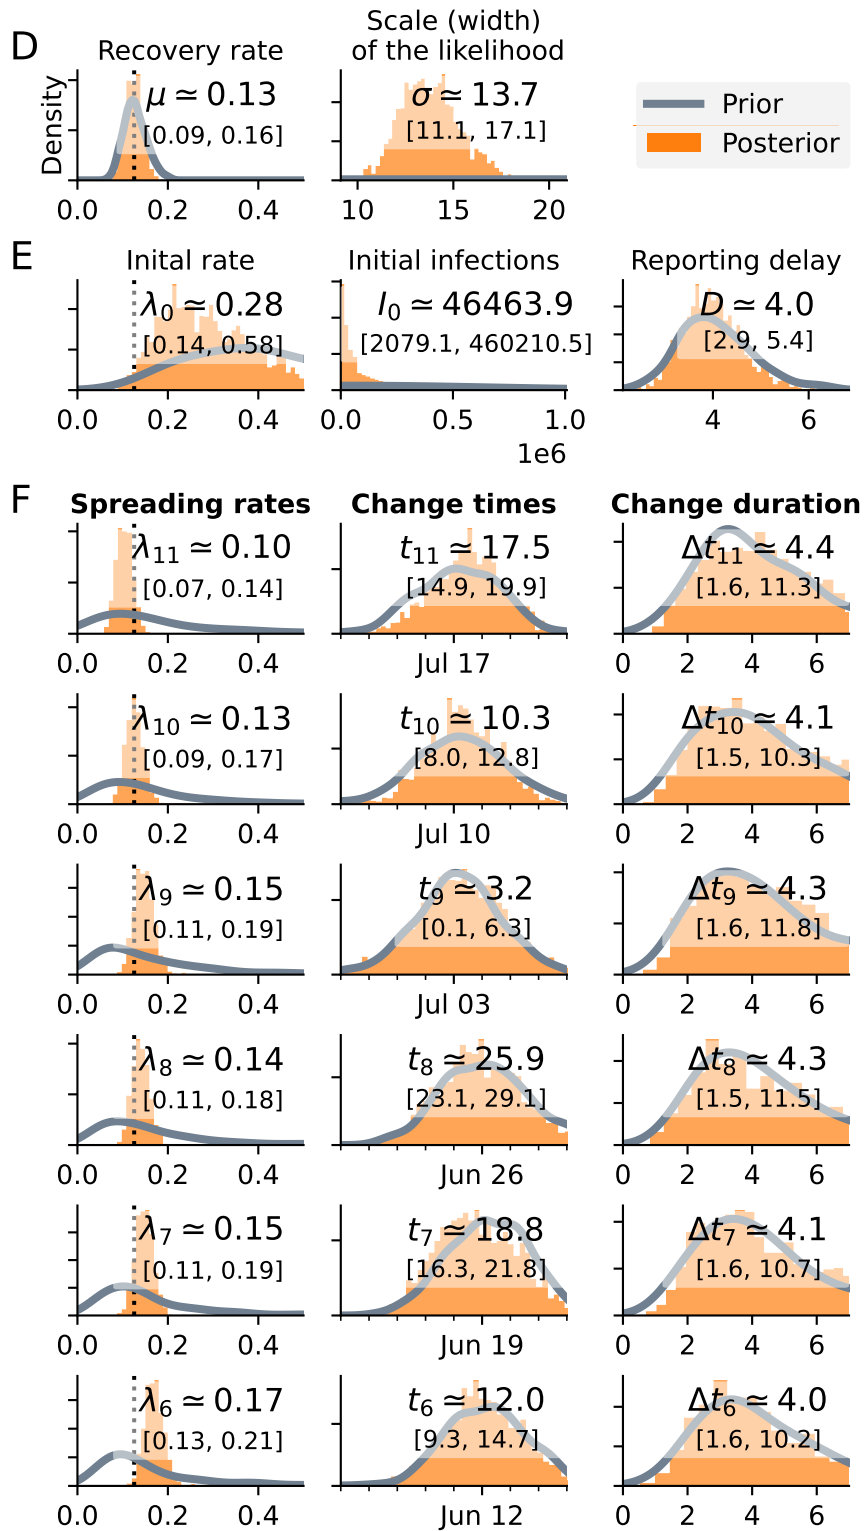 D
Recovery rate
Scale (width)
of the likelihood
Density
μ ≃ 0.13
[0.09, 0.16]
σ ≃ 13.7
[11.1, 17.1]
Prior
Posterior
0.0 0.2 0.4
10 15 20
E
Inital rate
Initial infections
Reporting delay
λ0 ≃ 0.28
[0.14, 0.58]
I0 ≃ 46463.9
[2079.1, 460210.5]
D ≃ 4.0
[2.9, 5.4]
0.0 0.2 0.4
0.0 0.5 1.0
1e6
4 6
F
Spreading rates
Change times
Change duration
λ11 ≃ 0.10
[0.07, 0.14]
t11 ≃ 17.5
[14.9, 19.9]
Δt11 ≃ 4.4
[1.6, 11.3]
0.0 0.2 0.4
Jul 17
0 2 4 6
λ10 ≃ 0.13
[0.09, 0.17]
t10 ≃ 10.3
[8.0, 12.8]
Δt10 ≃ 4.1
[1.5, 10.3]
0.0 0.2 0.4
Jul 10
0 2 4 6
λ9 ≃ 0.15
[0.11, 0.19]
t9 ≃ 3.2
[0.1, 6.3]
Δt9 ≃ 4.3
[1.6, 11.8]
0.0 0.2 0.4
Jul 03
0 2 4 6
λ8 ≃ 0.14
[0.11, 0.18]
t8 ≃ 25.9
[23.1, 29.1]
Δt8 ≃ 4.3
[1.5, 11.5]
0.0 0.2 0.4
Jun 26
0 2 4 6
λ7 ≃ 0.15
[0.11, 0.19]
t7 ≃ 18.8
[16.3, 21.8]
Δt7 ≃ 4.1
[1.6, 10.7]
0.0 0.2 0.4
Jun 19
0 2 4 6
λ6 ≃ 0.17
[0.13, 0.21]
t6 ≃ 12.0
[9.3, 14.7]
Δt6 ≃ 4.0
[1.6, 10.2]
0.0 0.2 0.4
Jun 12
0 2 4 6